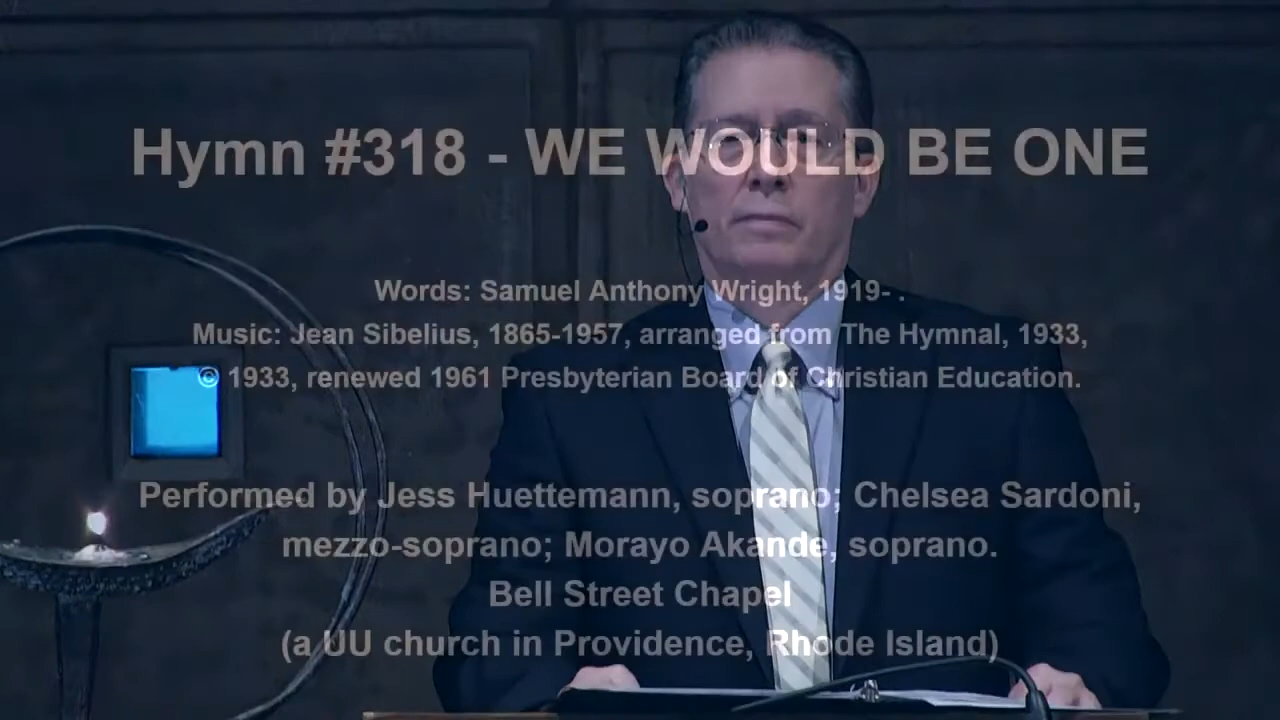 Hymn #318 - WE WOULD BE ONE
Words: Samuel Anthony Wright, 1919- .
Music: Jean Sibelius, 1865-1957, arranged from The Hymnal, 1933,
© 1933, renewed 1961 Presbyterian Board of Christian Education.
Performed by Jess Huettemann, soprano; Chelsea Sardoni,
mezzo-soprano; Morayo Akande, soprano.
Bell Street Chapel
(a UU church in Providence, Rhode Island)